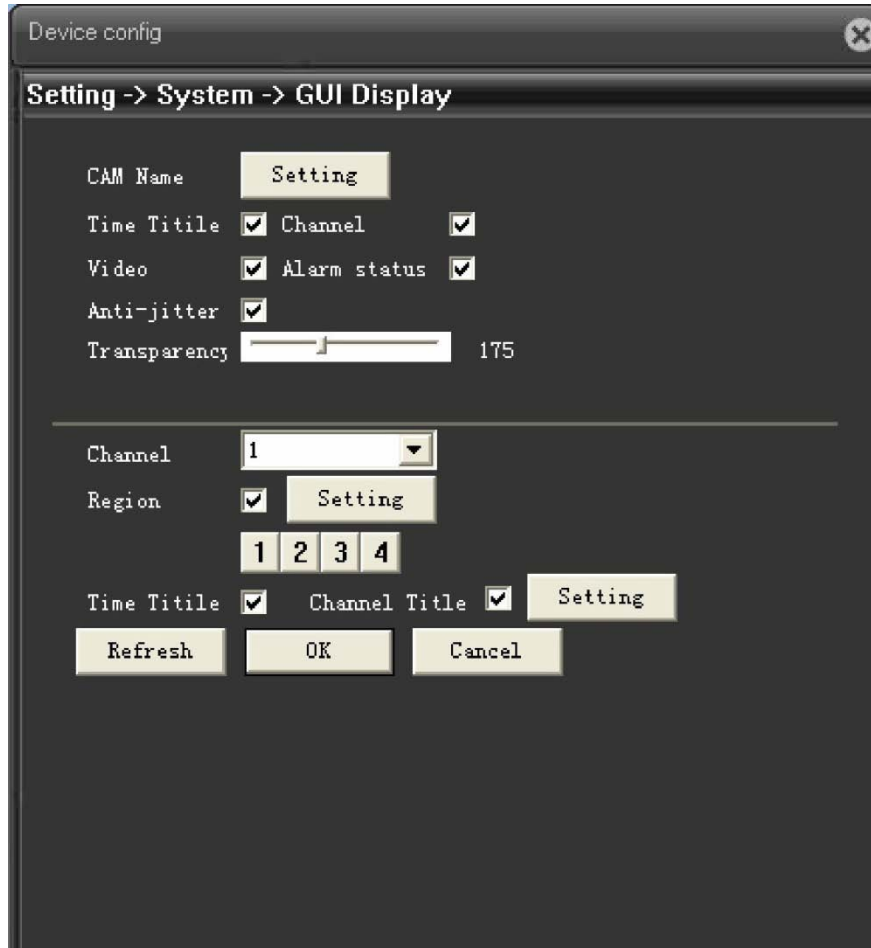 Device config
Setting -> System -> GUI Display
CAM Name Setting
Time Titile Channel
Video Alarm status
Anti-jitter
Transparency 175
Channel 1
Region Setting
1 2 3 4
Time Titile Channel Title Setting
Refresh OK Cancel